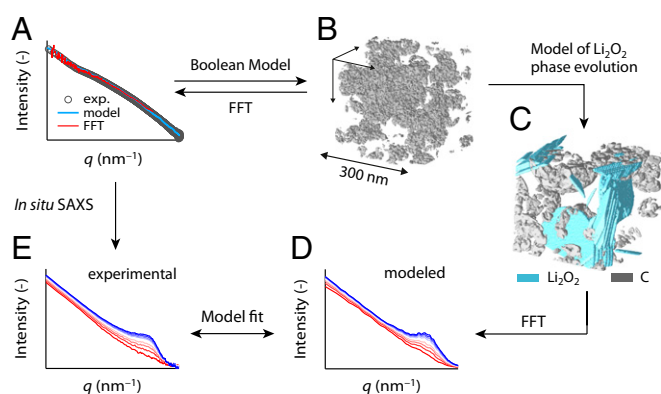 A
Intensity (-)
exp.
model
FFT
q (nm⁻¹)
Boolean Model
FFT
B
300 nm
Model of Li₂O₂
phase evolution
C
Li₂O₂
C
In situ SAXS
E
experimental
Intensity (-)
q (nm⁻¹)
Model fit
D
modeled
Intensity (-)
q (nm⁻¹)
FFT